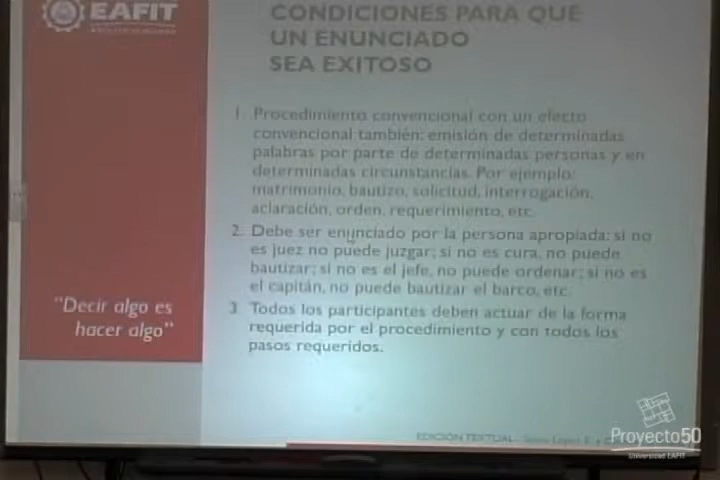 EAFIT
CONDICIONES PARA QUE
UN ENUNCIADO
SEA EXITOSO
1. Procedimiento convencional con un efecto
convencional también: emisión de determinadas
palabras por parte de determinadas personas y en
determinadas circunstancias. Por ejemplo:
matrimonio, bautizo, solicitud, interrogación,
aclaración, orden, requerimiento, etc.
2. Debe ser enunciado por la persona apropiada: si no
es juez no puede juzgar; si no es cura, no puede
bautizar; si no es el jefe, no puede ordenar; si no es
el capitán, no puede bautizar el barco, etc.
3. Todos los participantes deben actuar de la forma
requerida por el procedimiento y con todos los
pasos requeridos.
"Decir algo es
hacer algo"
EDICIÓN TEXTUAL
Proyecto50
Universidad EAFIT